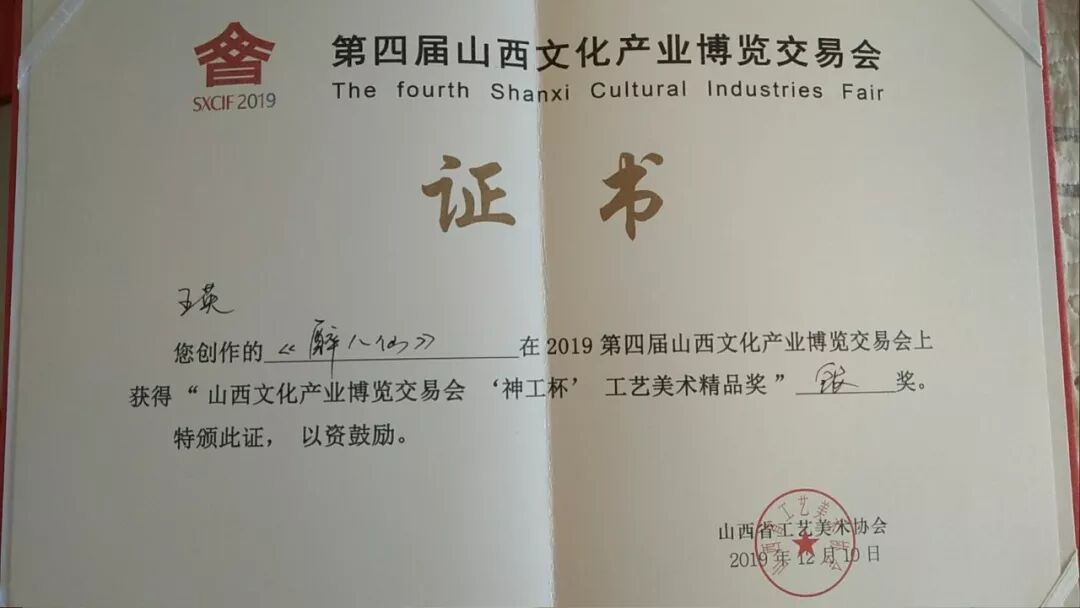 SXCIF 2019
第四届山西文化产业博览交易会
The fourth Shanxi Cultural Industries Fair
证书
王英
您创作的《醉八仙》在2019第四届山西文化产业博览交易会上
获得“山西文化产业博览交易会‘神工杯’工艺美术精品奖”银奖。
特颁此证，以资鼓励。
山西省工艺美术协会
2019年12月10日